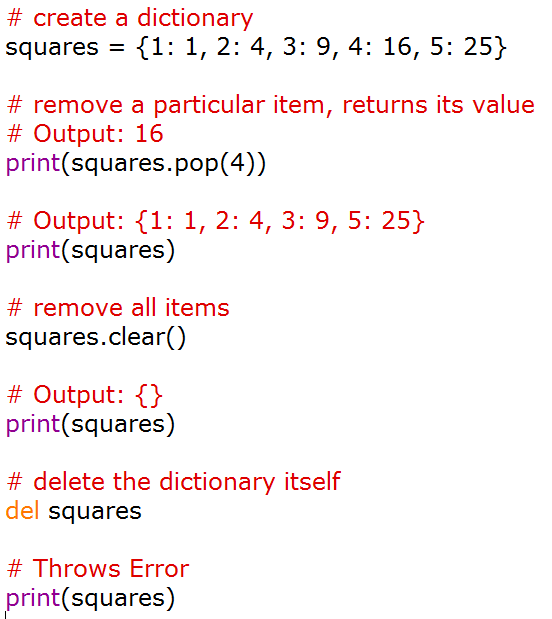 # create a dictionary
squares = {1: 1, 2: 4, 3: 9, 4: 16, 5: 25}
# remove a particular item, returns its value
# Output: 16
print(squares.pop(4))
# Output: {1: 1, 2: 4, 3: 9, 5: 25}
print(squares)
# remove all items
squares.clear()
# Output: {}
print(squares)
# delete the dictionary itself
del squares
# Throws Error
print(squares)